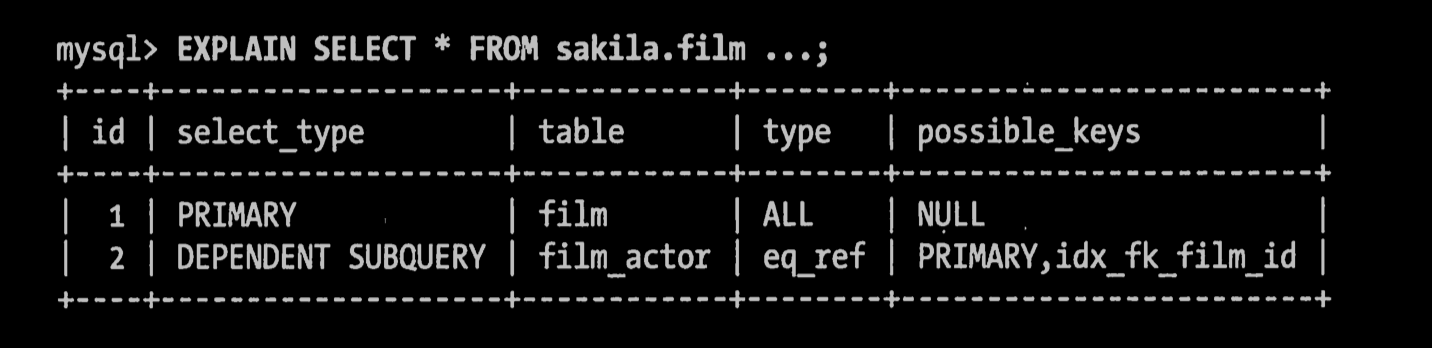 mysql> EXPLAIN SELECT * FROM sakila.film ...;
+----+--------------------+------------+--------+------------------------+
| id | select_type        | table      | type   | possible_keys          |
+----+--------------------+------------+--------+------------------------+
|  1 | PRIMARY            | film       | ALL    | NULL                   |
|  2 | DEPENDENT SUBQUERY | film_actor | eq_ref | PRIMARY,idx_fk_film_id |
+----+--------------------+------------+--------+------------------------+